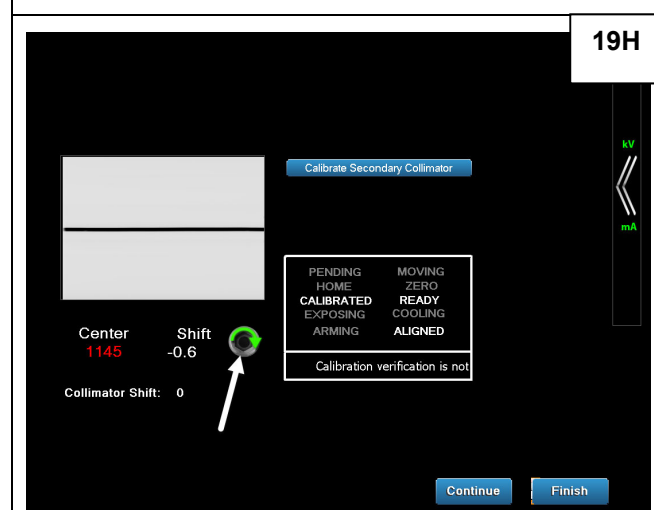 19H
kV
mA
Calibrate Secondary Collimator
PENDING MOVING
HOME ZERO
CALIBRATED READY
EXPOSING COOLING
ARMING ALIGNED
Calibration verification is not
Center Shift
1145 -0.6
Collimator Shift: 0
Continue Finish